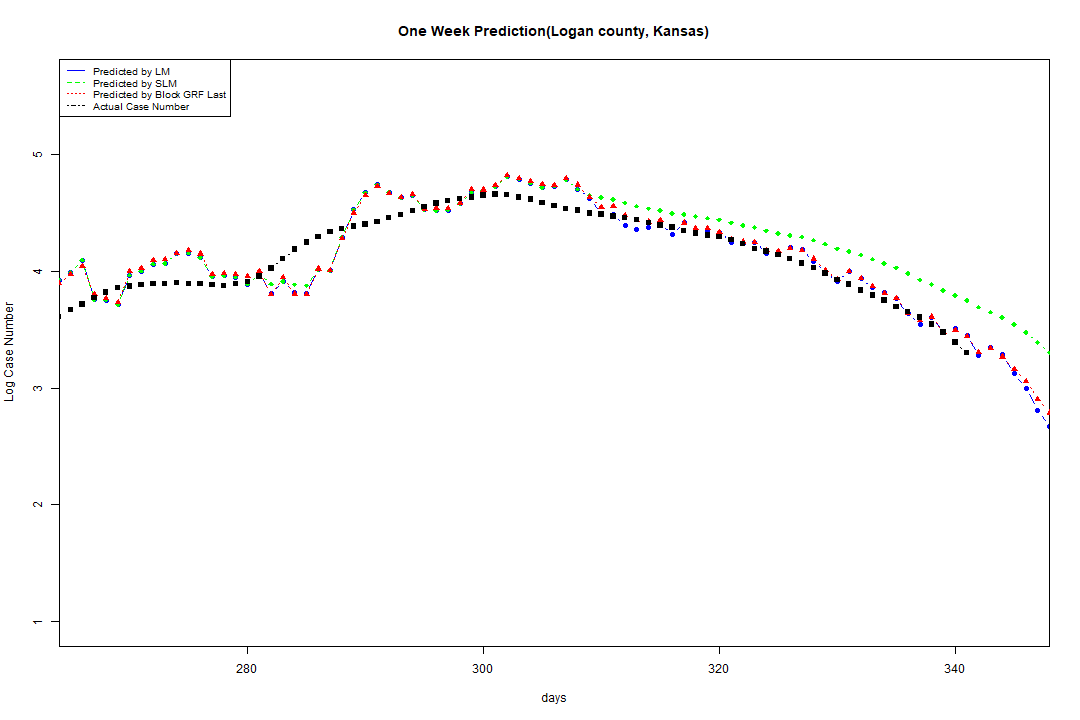 One Week Prediction(Logan county, Kansas)
Predicted by LM
Predicted by SLM
Predicted by Block GRF Last
Actual Case Number
5
4
3
2
1
Log Case Number
280 300 320 340
days